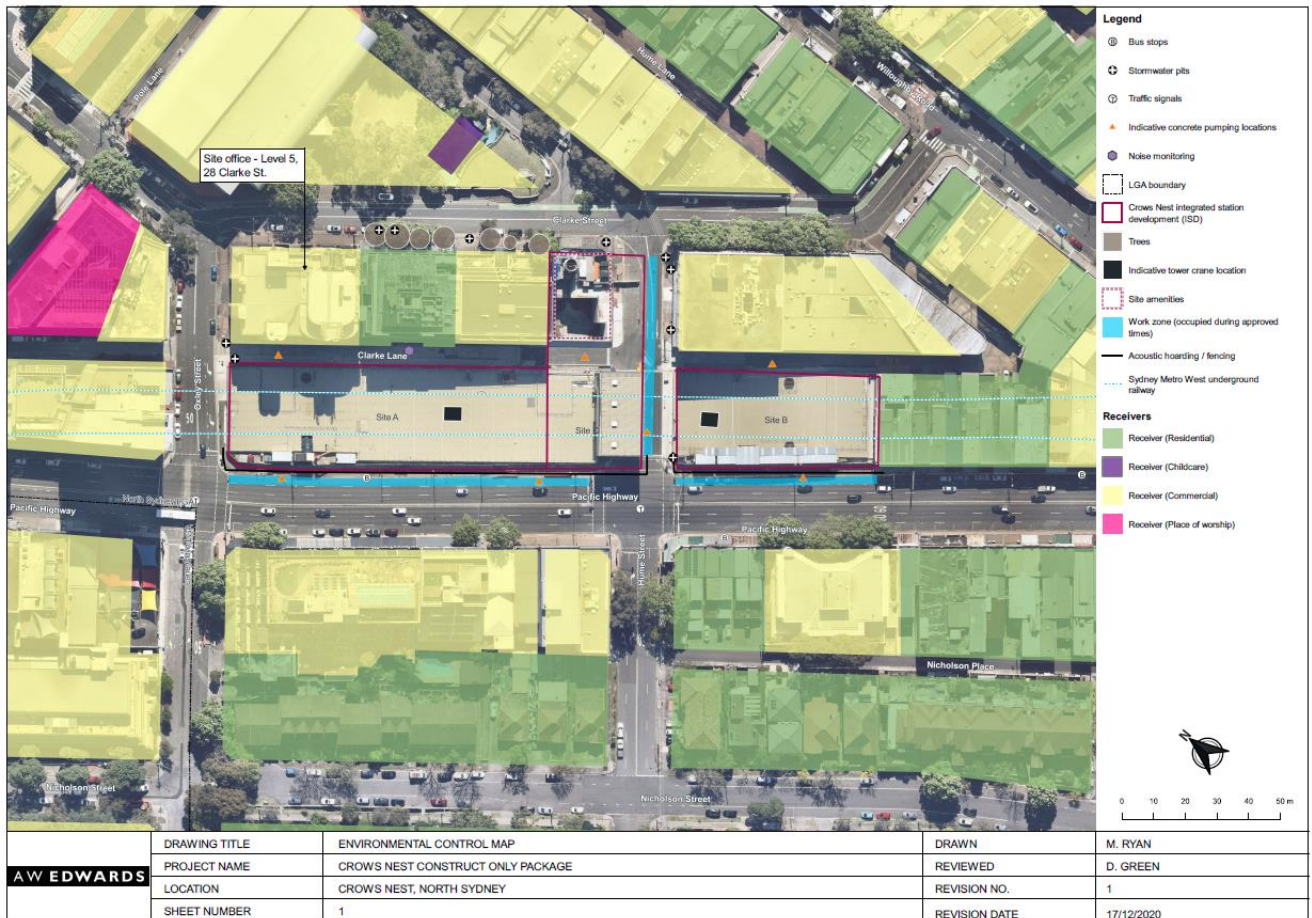 Legend
Bus stops
Stormwater pits
Traffic signals
Indicative concrete pumping locations
Noise monitoring
LGA boundary
Crows Nest integrated station
development (ISD)
Trees
Indicative tower crane location
Site amenities
Work zone (occupied during approved
times)
Acoustic hoarding / fencing
Sydney Metro West underground
railway
Receivers
Receiver (Residential)
Receiver (Childcare)
Receiver (Commercial)
Receiver (Place of worship)
N
0 10 20 30 40 50 m
Pole Lane
Hume Lane
Willoughby Road
Site office - Level 5,
28 Clarke St.
Clarke Street
Clarke Lane
Oxley Street
50
Site A
Site
Site B
B
B
Pacific Highway
T
North Sydney
Pacific Highway
T
Pacific Highway
B
Hume Street
Nicholson Place
Nicholson Street
Nicholson Street
AW EDWARDS
DRAWING TITLE ENVIRONMENTAL CONTROL MAP DRAWN M. RYAN
PROJECT NAME CROWS NEST CONSTRUCT ONLY PACKAGE REVIEWED D. GREEN
LOCATION CROWS NEST, NORTH SYDNEY REVISION NO. 1
SHEET NUMBER 1 REVISION DATE 17/12/2020